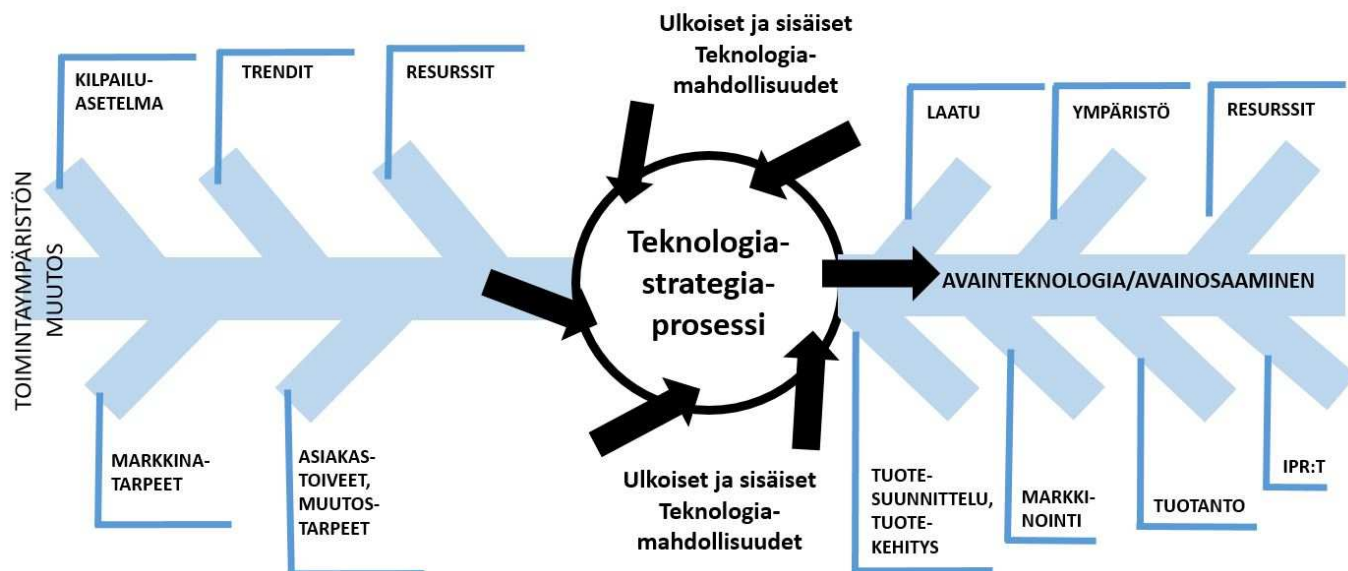 TOIMINTAYMPÄRISTÖN
MUUTOS
KILPAILU-
ASETELMA
TRENDIT
RESURSSIT
MARKKINA-
TARPEET
ASIAKAS-
TOIVEET,
MUUTOS-
TARPEET
Ulkoiset ja sisäiset
Teknologia-
mahdollisuudet
Teknologia-
strategia-
prosessi
Ulkoiset ja sisäiset
Teknologia-
mahdollisuudet
LAATU
YMPÄRISTÖ
RESURSSIT
AVAINTEKNOLOGIA/AVAINOSAAMINEN
TUOTE-
SUUNNITTELU,
TUOTE-
KEHITYS
MARKKI-
NOINTI
TUOTANTO
IPR:T